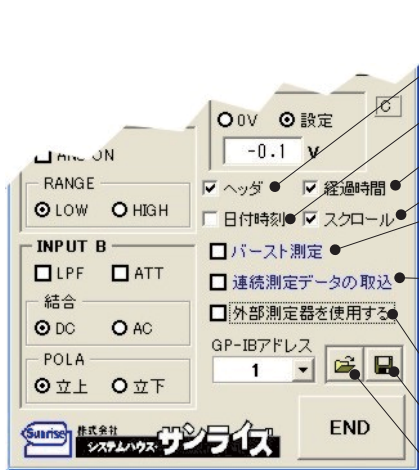 C
0V 設定
-0.1 V
ON
RANGE
LOW HIGH
ヘッダ 経過時間
日付時刻 スクロール
INPUT B
LPF ATT
バースト測定
連続測定データの取込
結合
DC AC
外部測定器を使用する
POLA
立上 立下
GP-IBアドレス
1
Sunrise 株式会社 システムハウス サンライズ
END